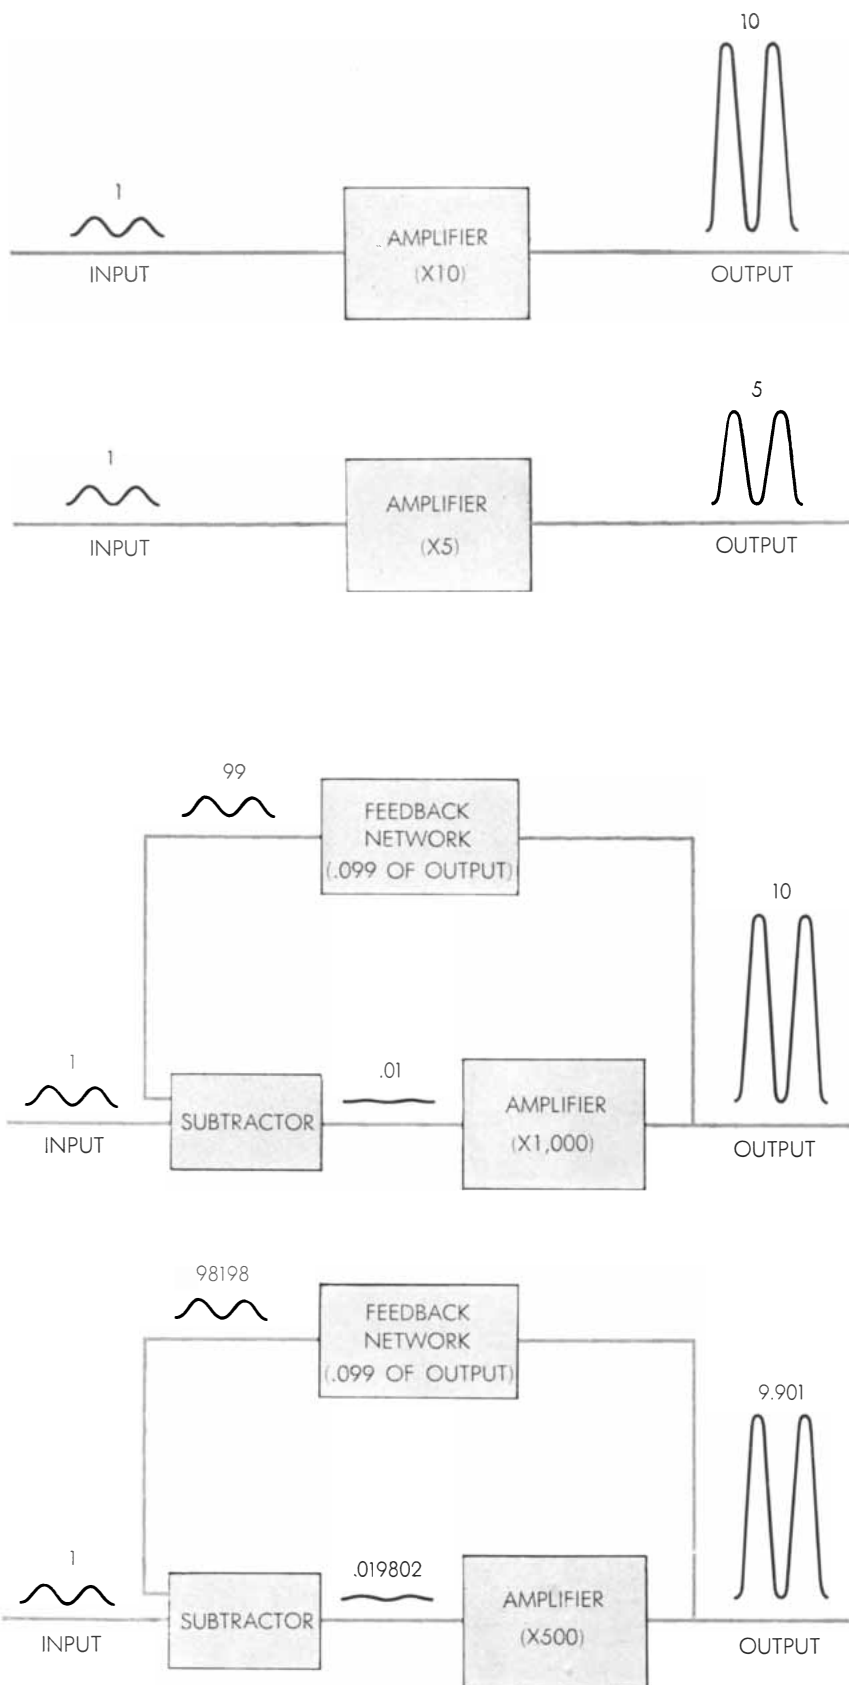 10
1
AMPLIFIER
(X10)
INPUT
OUTPUT
5
1
AMPLIFIER
(X5)
INPUT
OUTPUT
99
FEEDBACK
NETWORK
(.099 OF OUTPUT)
10
1
.01
AMPLIFIER
(X1,000)
SUBTRACTOR
INPUT
OUTPUT
98198
FEEDBACK
NETWORK
(.099 OF OUTPUT)
9.901
1
.019802
AMPLIFIER
(X500)
SUBTRACTOR
INPUT
OUTPUT